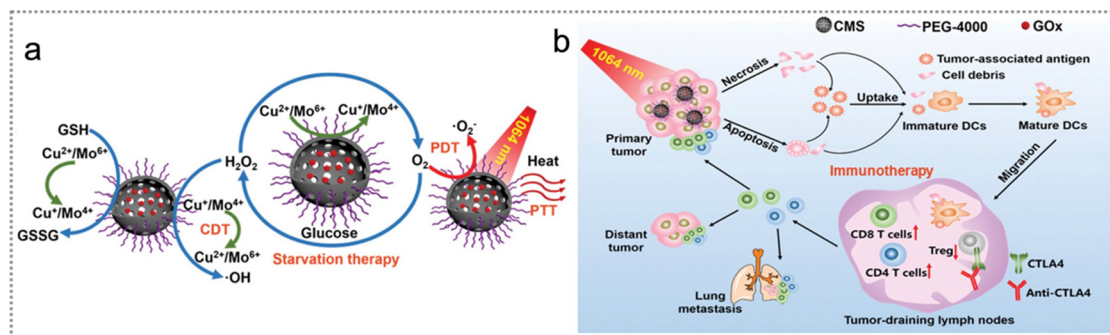 a
GSH
Cu²⁺/Mo⁶⁺
Cu⁺/Mo⁴⁺
GSSG
H₂O₂
Cu⁺/Mo⁴⁺
CDT
Cu²⁺/Mo⁶⁺
·OH
Cu²⁺/Mo⁶⁺
Cu⁺/Mo⁴⁺
Glucose
Starvation therapy
O₂
PDT
·O₂⁻
1064 nm
Heat
PTT
b
CMS
PEG-4000
GOx
1064 nm
Primary
tumor
Necrosis
Apoptosis
Tumor-associated antigen
Cell debris
Uptake
Immature DCs
Mature DCs
Immunotherapy
Migration
Distant
tumor
Lung
metastasis
CD8 T cells
CD4 T cells
Treg
CTLA4
Anti-CTLA4
Tumor-draining lymph nodes